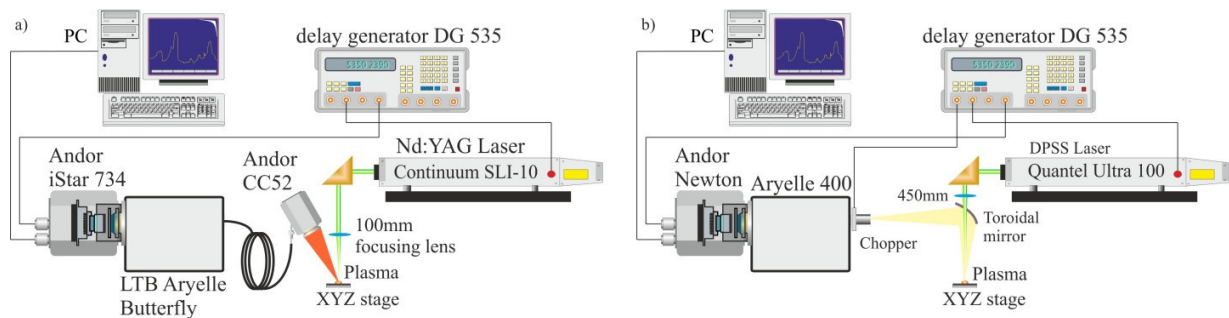 a)
PC
delay generator DG 535
5350 2390
Nd:YAG Laser
Continuum SLI-10
Andor
iStar 734
Andor
CC52
100mm
focusing lens
LTB Aryelle
Butterfly
Plasma
XYZ stage
b)
PC
delay generator DG 535
5350 2390
DPSS Laser
Quantel Ultra 100
Andor
Newton
Aryelle 400
450mm
Toroidal
mirror
Chopper
Plasma
XYZ stage